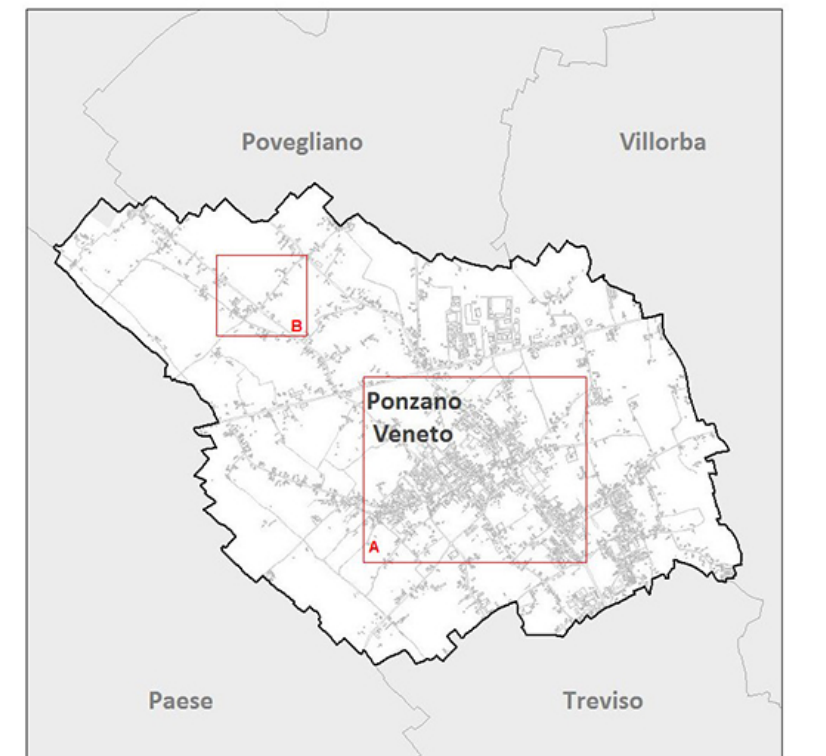 Povegliano
Villorba
B
Ponzano
Veneto
A
Paese
Treviso